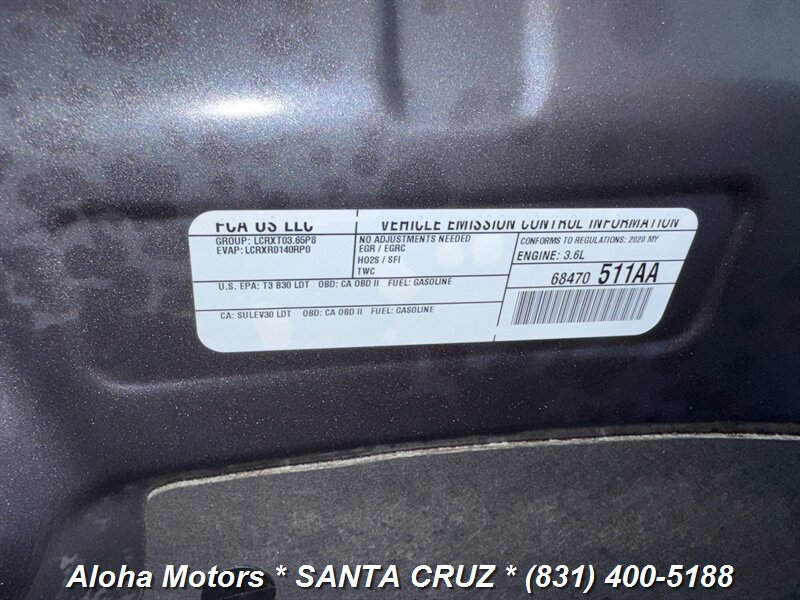 FCA US LLC
VEHICLE EMISSION CONTROL INFORMATION
GROUP: LCRXT03.65P8
EVAP: LCRXR0140RP0
NO ADJUSTMENTS NEEDED
EGR / EGRC
HO2S / SFI
TWC
CONFORMS TO REGULATIONS: 2020 MY
ENGINE: 3.6L
68470 511AA
U.S. EPA: T3 B30 LDT OBD: CA OBD II FUEL: GASOLINE
CA: SULEV30 LDT OBD: CA OBD II FUEL: GASOLINE
Aloha Motors * SANTA CRUZ * (831) 400-5188